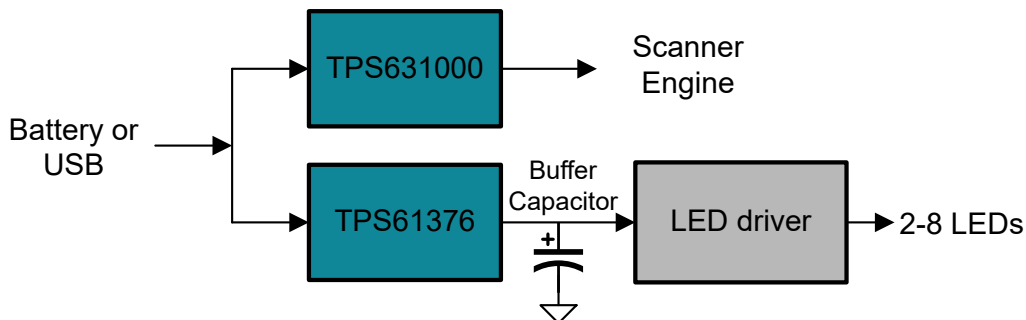 TPS631000
Scanner
Engine
Battery or
USB
TPS61376
Buffer
Capacitor
+
LED driver
2-8 LEDs